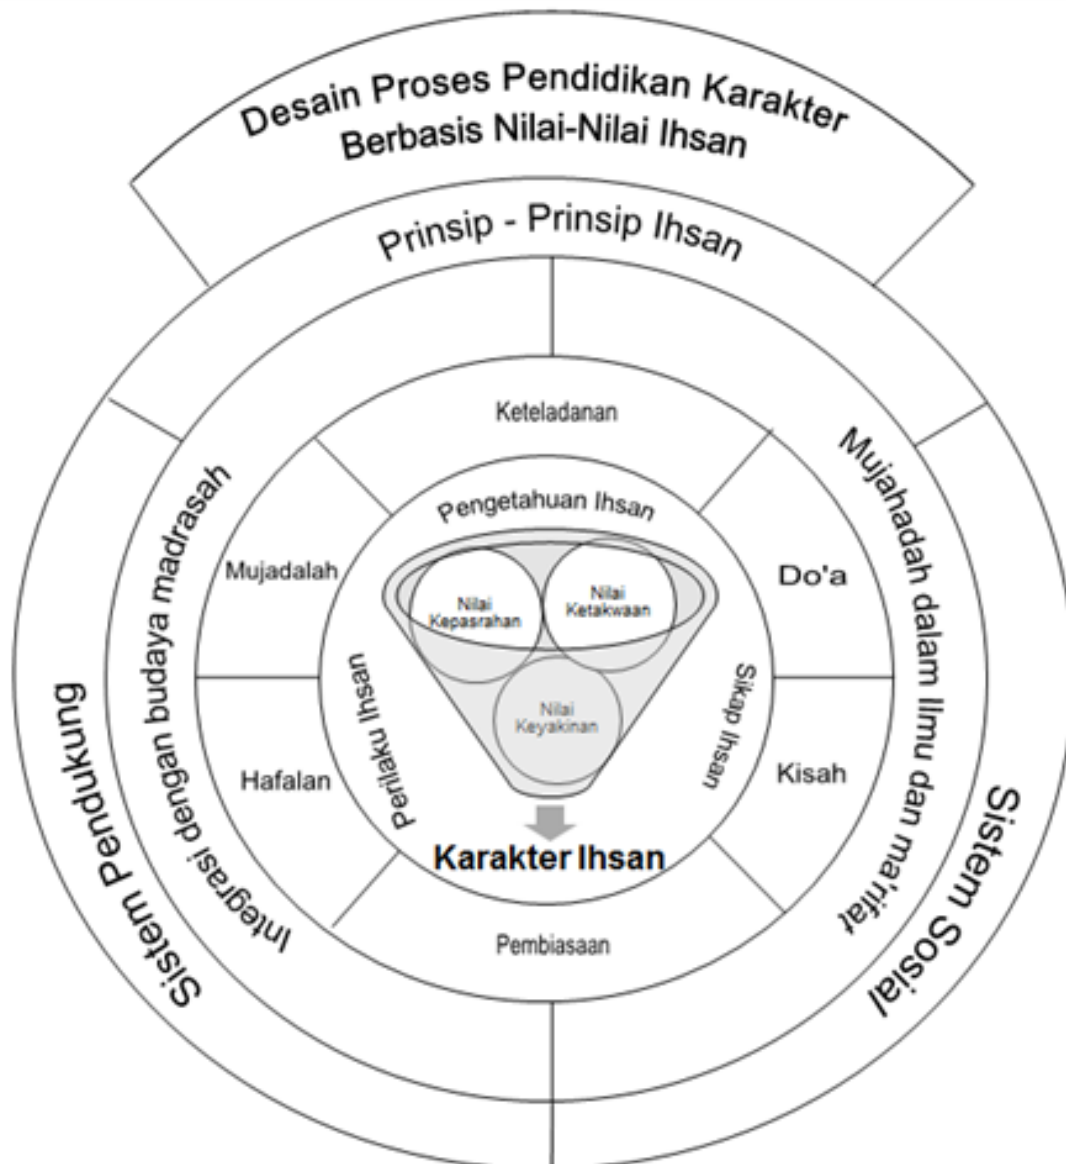 Desain Proses Pendidikan Karakter
Berbasis Nilai-Nilai Ihsan
Prinsip - Prinsip Ihsan
Keteladanan
Pengetahuan Ihsan
Mujadalah
Do'a
Nilai
Kepasrahan
Nilai
Ketakwaan
Nilai
Keyakinan
Perilaku Ihsan
Sikap Ihsan
Hafalan
Kisah
Karakter Ihsan
Pembiasaan
Integrasi dengan budaya madrasah
Mujahadah dalam Ilmu dan ma'rifat
Sistem Pendukung
Sistem Sosial